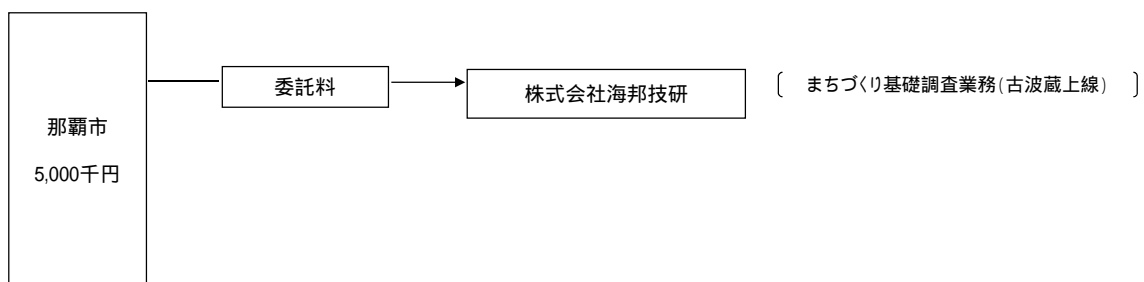 那覇市
5,000千円
委託料
株式会社海邦技研
〔 まちづくり基礎調査業務(古波蔵上線) 〕